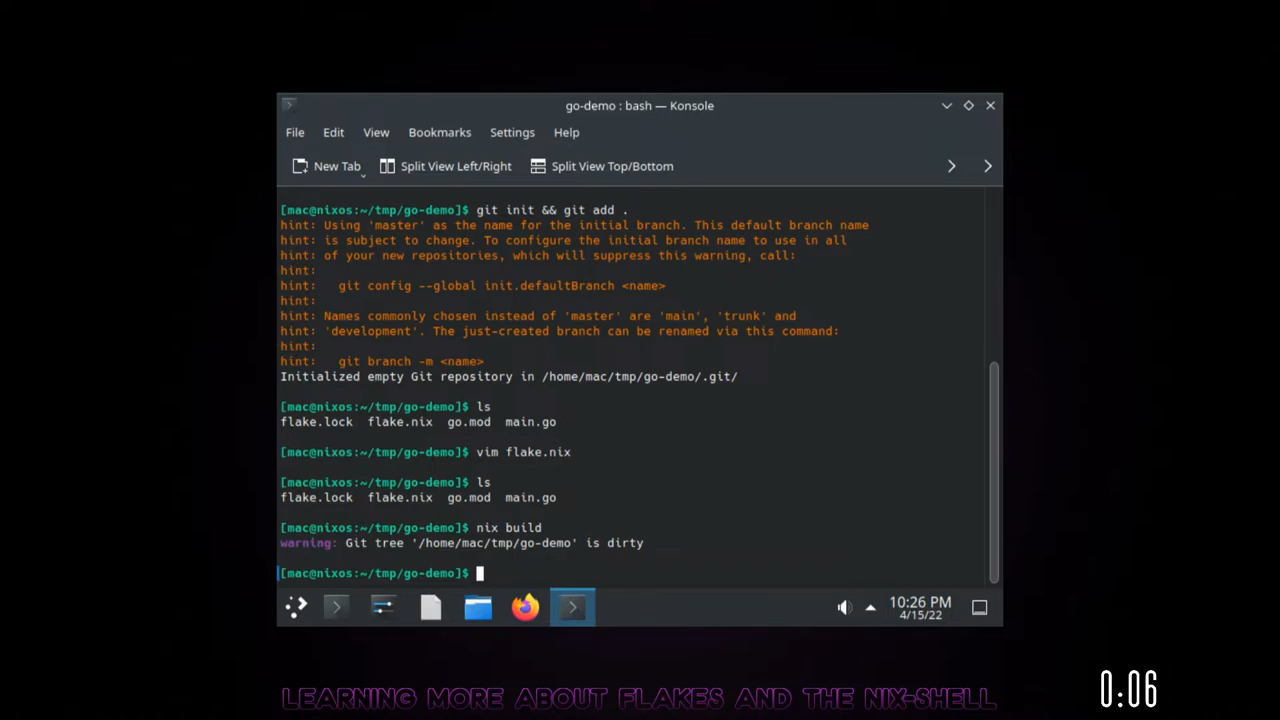 go-demo : bash — Konsole
File Edit View Bookmarks Settings Help
New Tab Split View Left/Right Split View Top/Bottom
[mac@nixos:~/tmp/go-demo]$ git init && git add .
hint: Using 'master' as the name for the initial branch. This default branch name
hint: is subject to change. To configure the initial branch name to use in all
hint: of your new repositories, which will suppress this warning, call:
hint:
hint:   git config --global init.defaultBranch <name>
hint:
hint: Names commonly chosen instead of 'master' are 'main', 'trunk' and
hint: 'development'. The just-created branch can be renamed via this command:
hint:
hint:   git branch -m <name>
Initialized empty Git repository in /home/mac/tmp/go-demo/.git/
[mac@nixos:~/tmp/go-demo]$ ls
flake.lock  flake.nix  go.mod  main.go
[mac@nixos:~/tmp/go-demo]$ vim flake.nix
[mac@nixos:~/tmp/go-demo]$ ls
flake.lock  flake.nix  go.mod  main.go
[mac@nixos:~/tmp/go-demo]$ nix build
warning: Git tree '/home/mac/tmp/go-demo' is dirty
[mac@nixos:~/tmp/go-demo]$
10:26 PM
4/15/22
LEARNING MORE ABOUT FLAKES AND THE NIX-SHELL
0:06